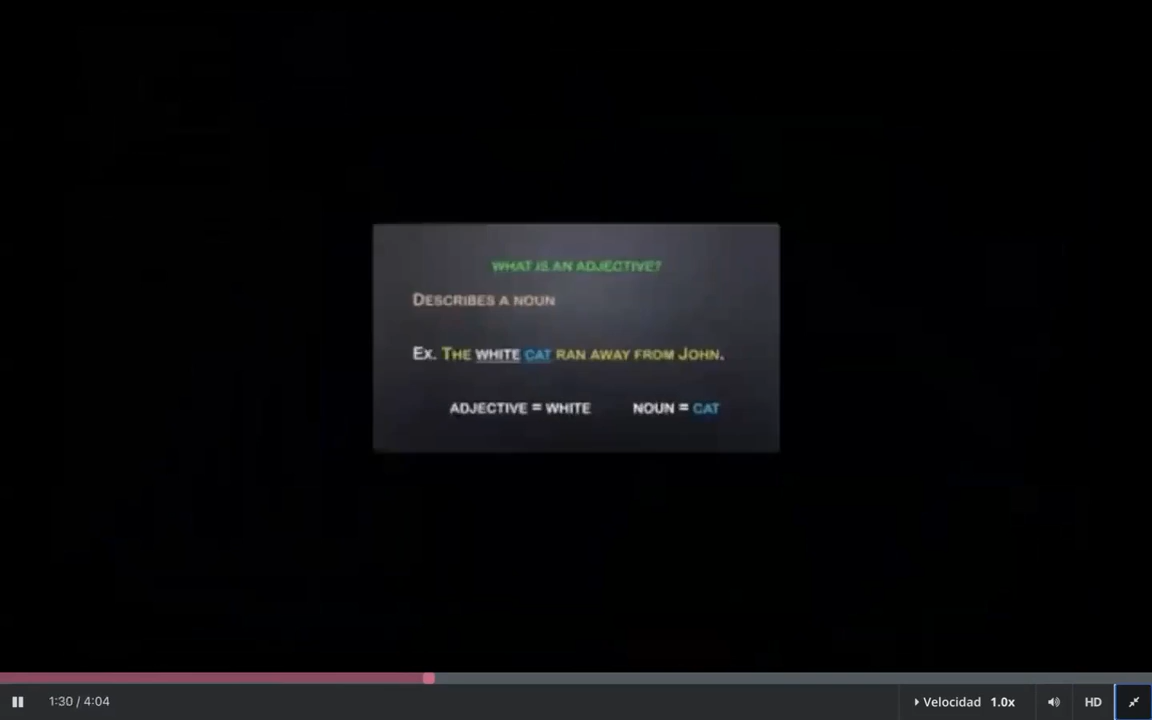 WHAT IS AN ADJECTIVE?
DESCRIBES A NOUN
EX. THE WHITE CAT RAN AWAY FROM JOHN.
ADJECTIVE = WHITE NOUN = CAT
1:30 / 4:04 Velocidad 1.0x HD